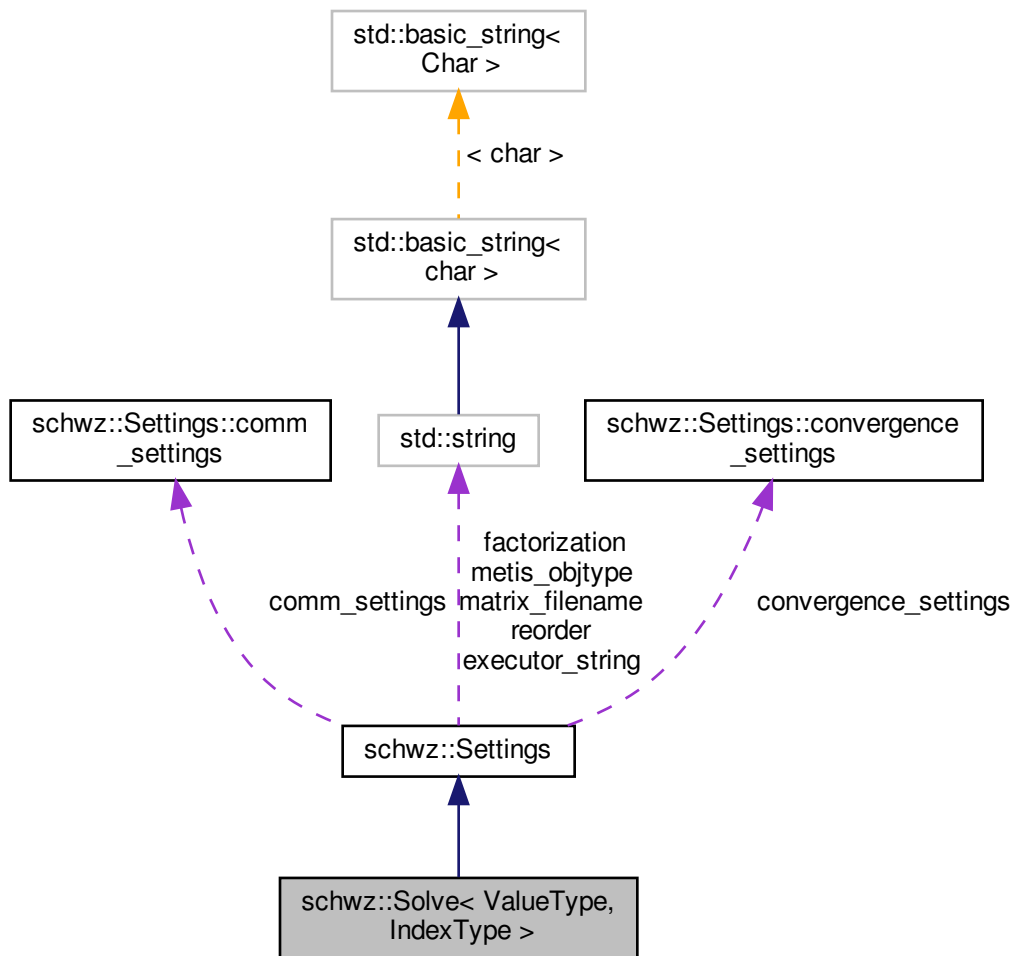 std::basic_string<
Char >
< char >
std::basic_string<
char >
schwz::Settings::comm
_settings
std::string
schwz::Settings::convergence
_settings
factorization
metis_objtype
comm_settings
matrix_filename
convergence_settings
reorder
executor_string
schwz::Settings
schwz::Solve< ValueType,
IndexType >